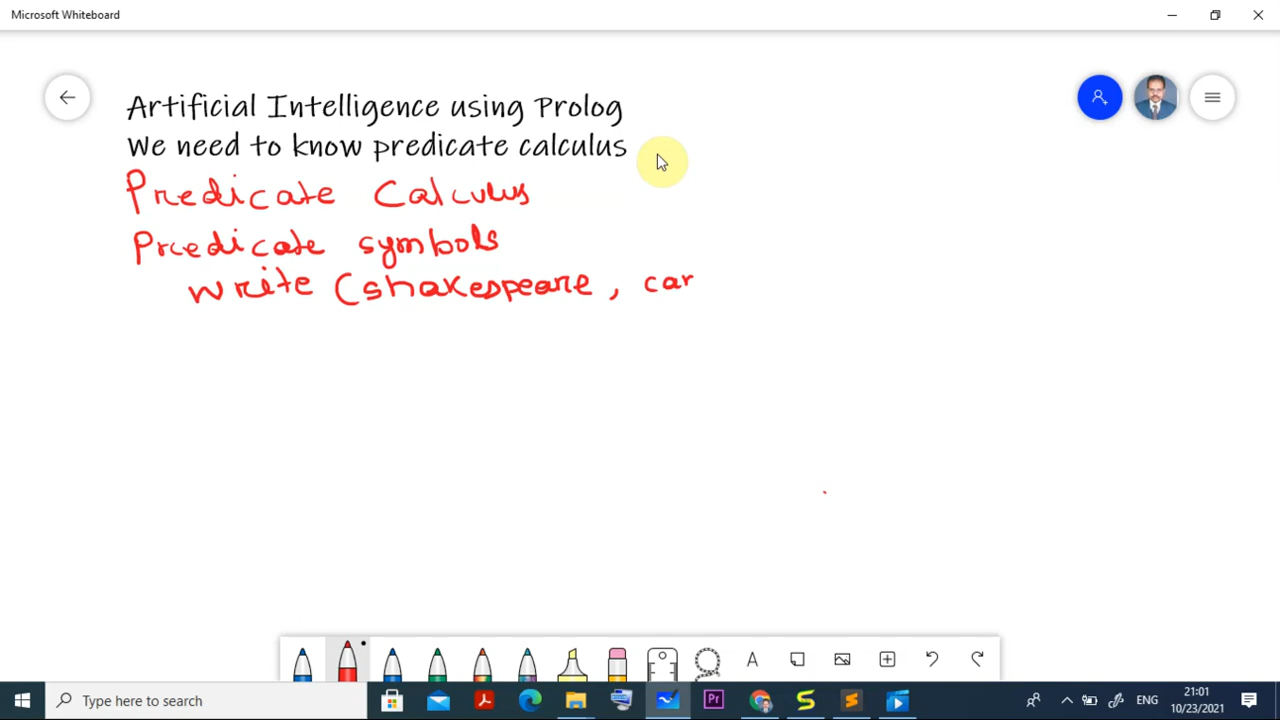 Microsoft Whiteboard
Artificial Intelligence using Prolog
We need to know predicate calculus
Predicate Calculus
Predicate symbols
write (shakespeare, car
A
Pr
S
Type here to search
ENG
21:01
10/23/2021